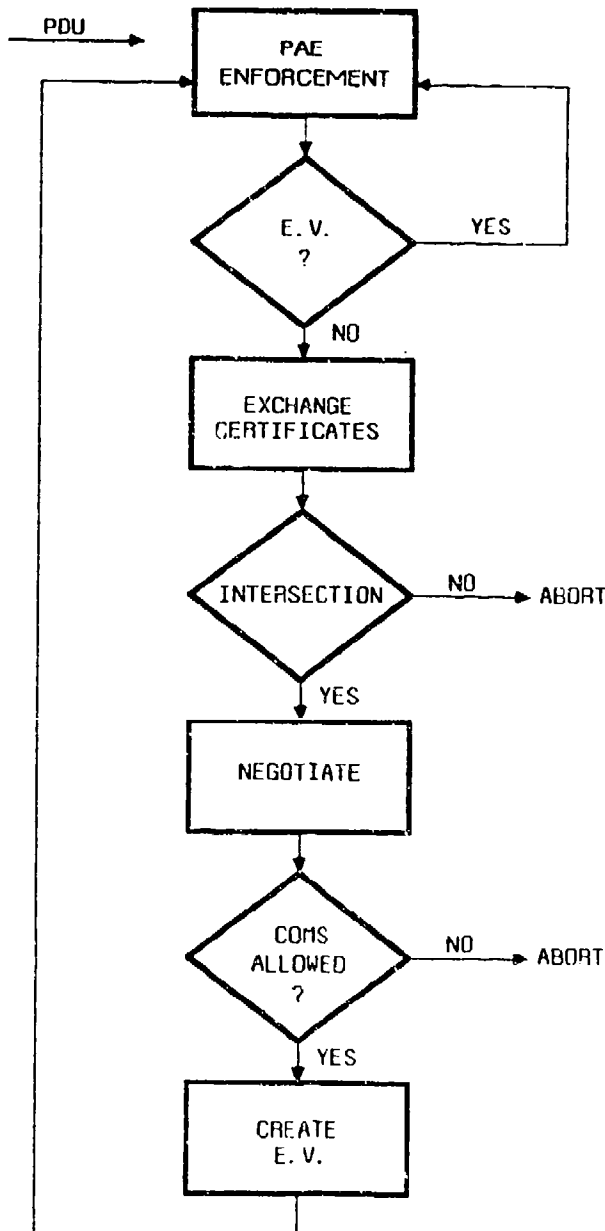 PDU
PAE
ENFORCEMENT
E.V.
?
YES
NO
EXCHANGE
CERTIFICATES
INTERSECTION
NO
ABORT
YES
NEGOTIATE
COMS
ALLOWED
?
NO
ABORT
YES
CREATE
E.V.